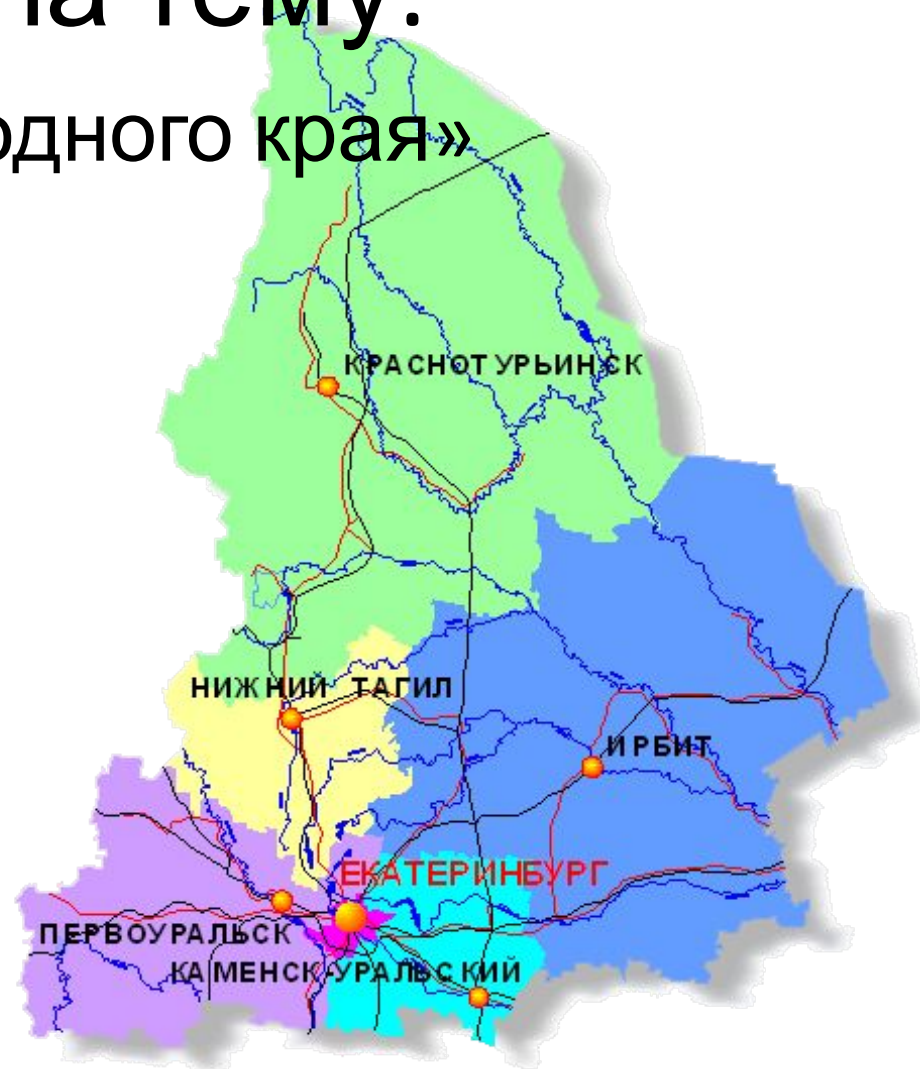 на тему:
одного края»
КРАСНОТУРЬИНСК
НИЖНИЙ ТАГИЛ
ИРБИТ
ЕКАТЕРИНБУРГ
ПЕРВОУРАЛЬСК
КАМЕНСК-УРАЛЬСКИЙ